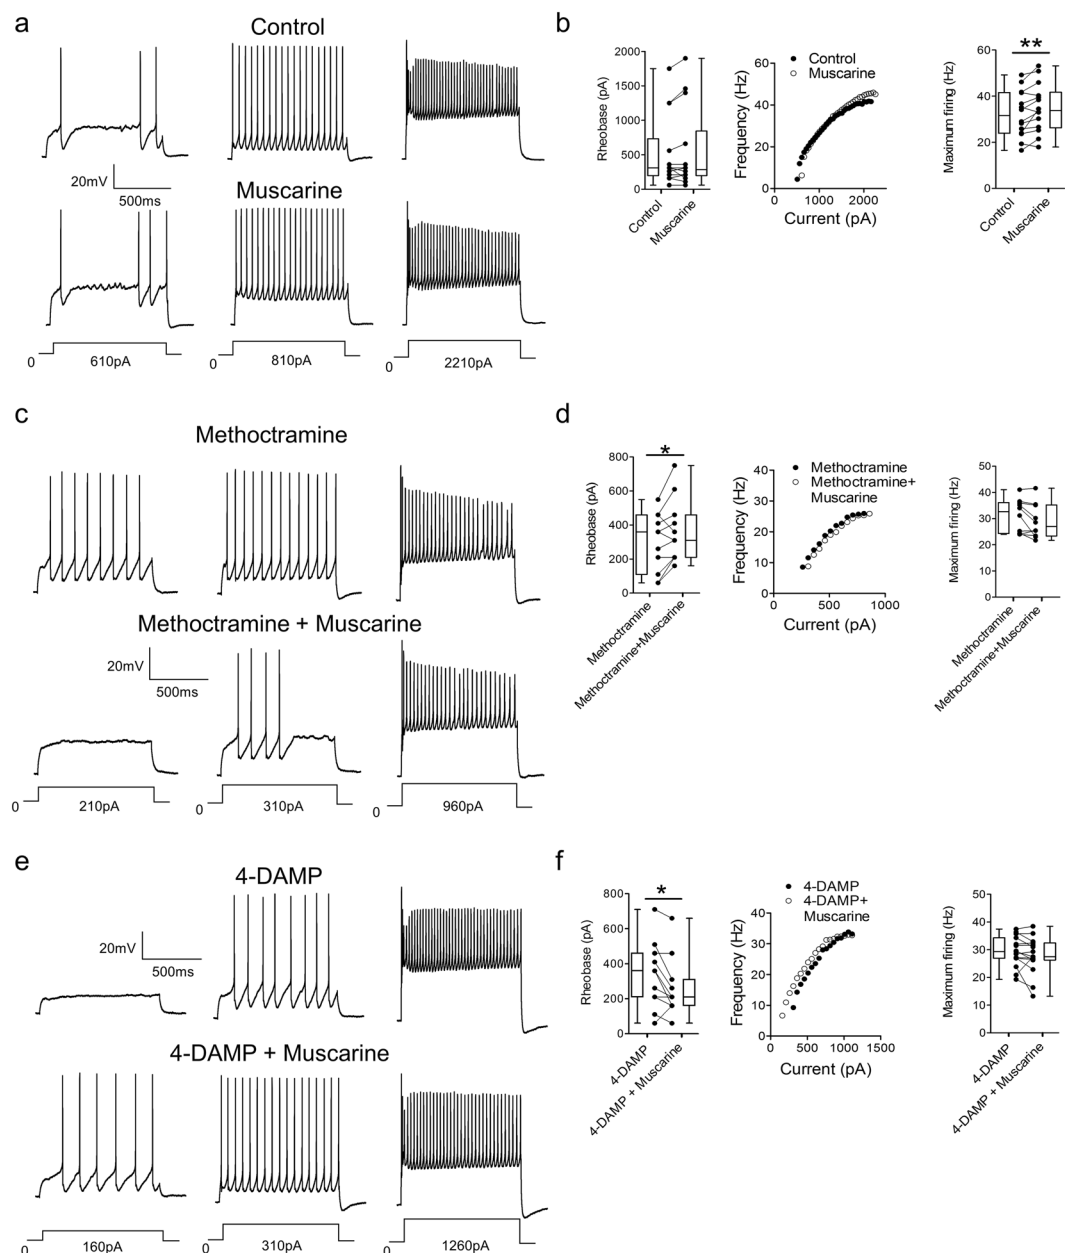 a
Control
20mV
500ms
Muscarine
0
610pA
810pA
2210pA
b
Rheobase (pA)
2000
1500
1000
500
0
Control
Muscarine
Control
Muscarine
Frequency (Hz)
60
40
20
0
0
1000
2000
Current (pA)
**
Maximum firing (Hz)
60
40
20
0
Control
Muscarine
c
Methoctramine
Methoctramine + Muscarine
20mV
500ms
0
210pA
0
310pA
0
960pA
d
*
Rheobase (pA)
800
600
400
200
0
Methoctramine
Methoctramine+Muscarine
Methoctramine
Methoctramine+
Muscarine
Frequency (Hz)
40
30
20
10
0
0
500
1000
Current (pA)
Maximum firing (Hz)
50
40
30
20
10
0
Methoctramine
Methoctramine+Muscarine
e
4-DAMP
20mV
500ms
4-DAMP + Muscarine
0
160pA
0
310pA
0
1260pA
f
*
Rheobase (pA)
800
600
400
200
0
4-DAMP
4-DAMP + Muscarine
4-DAMP
4-DAMP+
Muscarine
Frequency (Hz)
40
30
20
10
0
0
500
1000
1500
Current (pA)
Maximum firing (Hz)
50
40
30
20
10
0
4-DAMP
4-DAMP + Muscarine